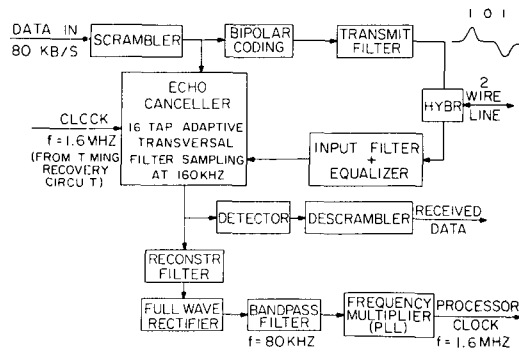 DATA IN
80 KB/S
SCRAMBLER
BIPOLAR
CODING
TRANSMIT
FILTER
1 0 1
ECHO
CANCELLER
16 TAP ADAPTIVE
TRANSVERSAL
FILTER SAMPLING
AT 160KHZ
CLOCK
f=1.6MHZ
(FROM T MING
RECOVERY
CIRCU T)
HYBR
2
WIRE
LINE
INPUT FILTER
+
EQUALIZER
DETECTOR
DESCRAMBLER
RECEIVED
DATA
RECONSTR
FILTER
FULL WAVE
RECTIFIER
BANDPASS
FILTER
f=80KHZ
FREQUENCY
MULTIPLIER
(PLL)
PROCESSOR
CLOCK
f=1.6MHZ